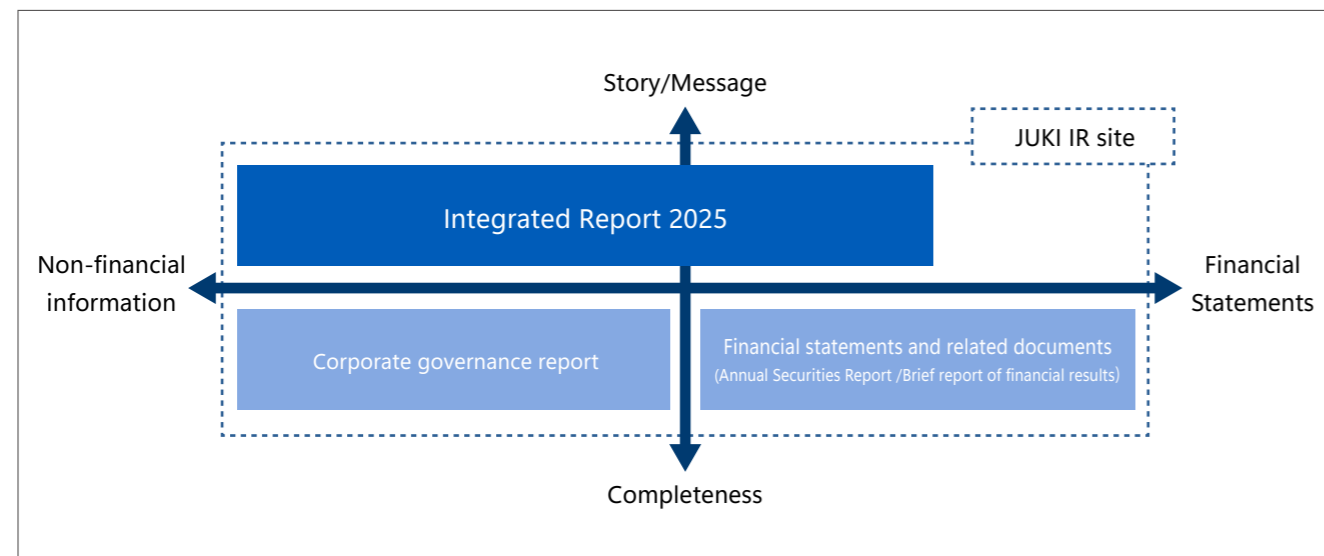 Story/Message
JUKI IR site
Integrated Report 2025
Non-financial
information
Financial
Statements
Corporate governance report
Financial statements and related documents
(Annual Securities Report /Brief report of financial results)
Completeness